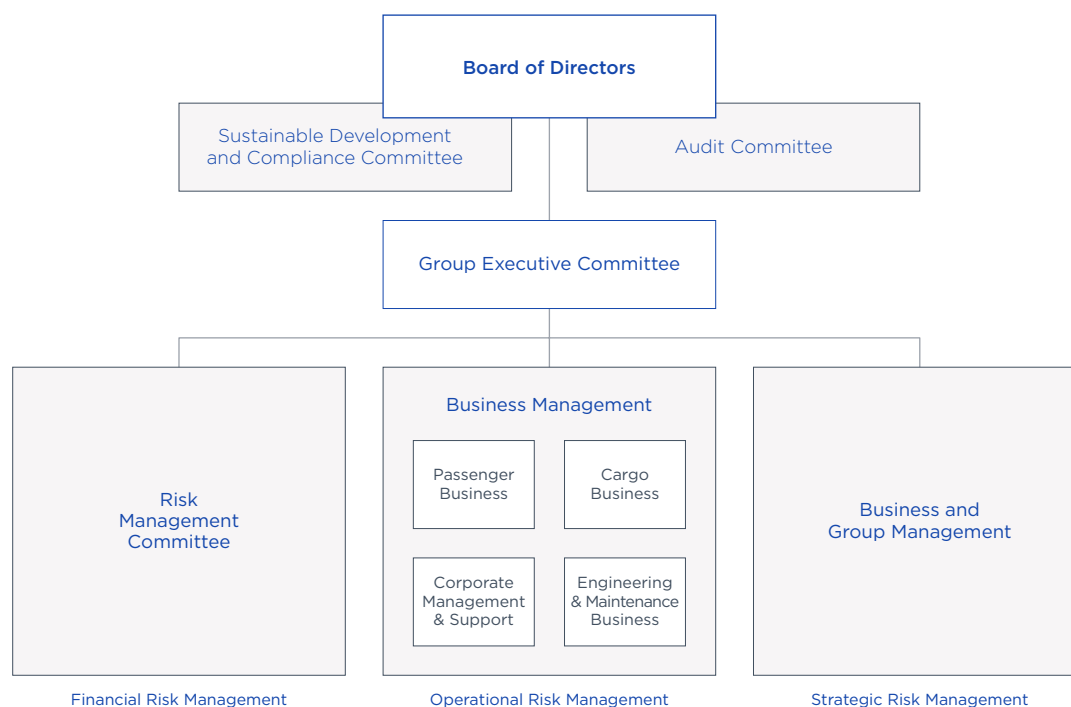 Board of Directors
Sustainable Development
and Compliance Committee
Audit Committee
Group Executive Committee
Risk
Management
Committee
Business Management
Passenger
Business
Cargo
Business
Corporate
Management
& Support
Engineering
& Maintenance
Business
Business and
Group Management
Financial Risk Management
Operational Risk Management
Strategic Risk Management